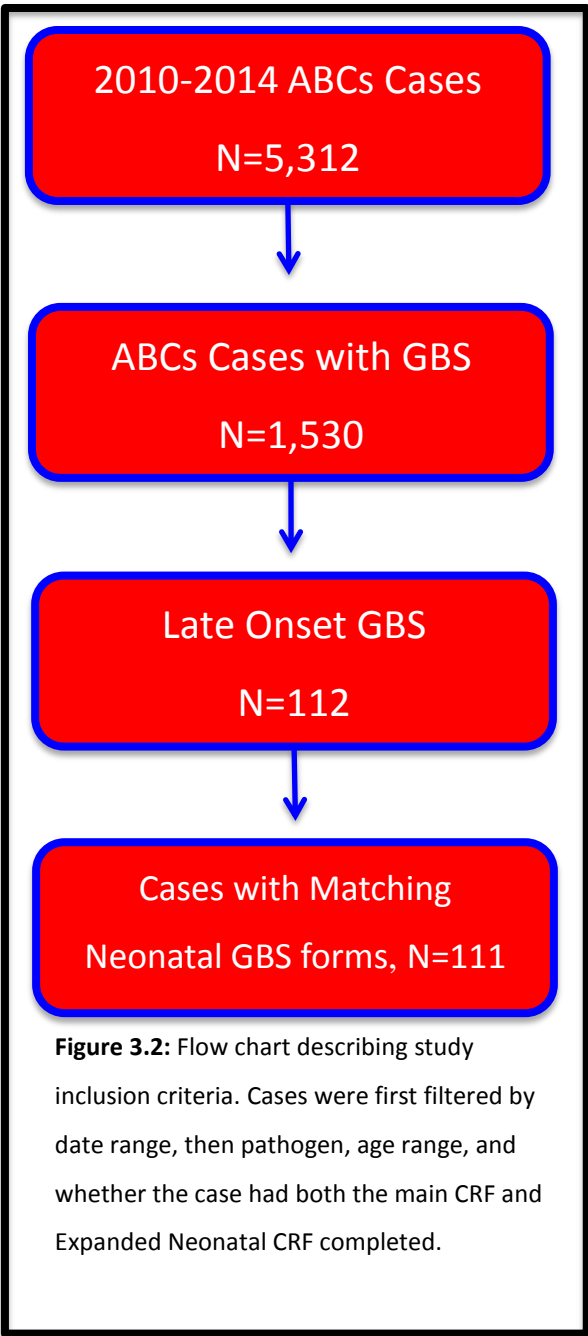 2010-2014 ABCs Cases
N=5,312
ABCs Cases with GBS
N=1,530
Late Onset GBS
N=112
Cases with Matching
Neonatal GBS forms, N=111
Figure 3.2: Flow chart describing study
inclusion criteria. Cases were first filtered by
date range, then pathogen, age range, and
whether the case had both the main CRF and
Expanded Neonatal CRF completed.